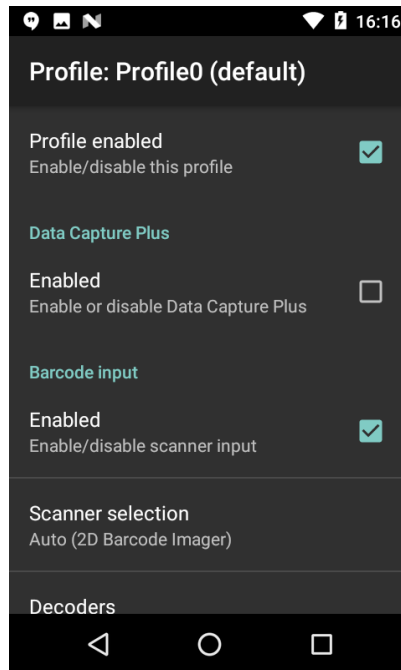 16:16
Profile: Profile0 (default)
Profile enabled
Enable/disable this profile
Data Capture Plus
Enabled
Enable or disable Data Capture Plus
Barcode input
Enabled
Enable/disable scanner input
Scanner selection
Auto (2D Barcode Imager)
Decoders